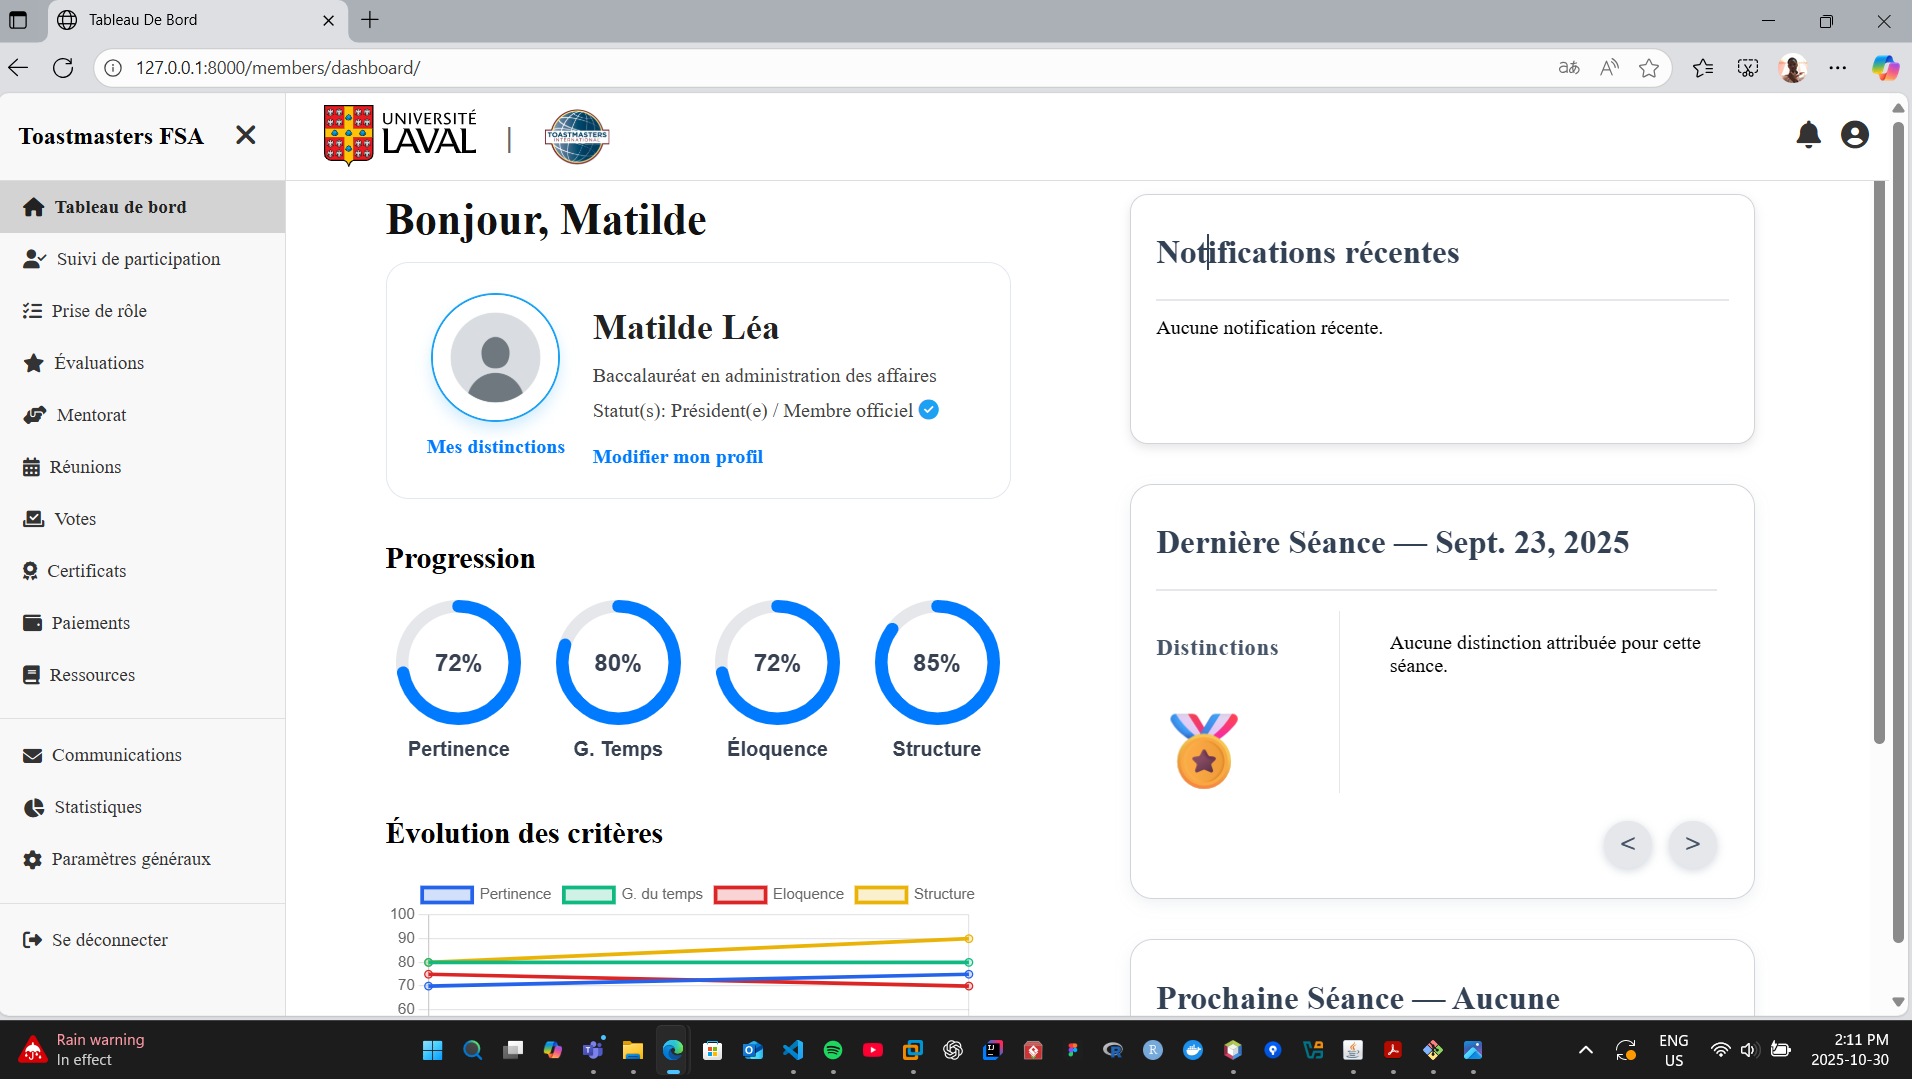 Tableau De Bord
127.0.0.1:8000/members/dashboard/
Toastmasters FSA
UNIVERSITÉ
LAVAL
TOASTMASTERS
INTERNATIONAL
Tableau de bord
Suivi de participation
Prise de rôle
Évaluations
Mentorat
Réunions
Votes
Certificats
Paiements
Ressources
Communications
Statistiques
Paramètres généraux
Se déconnecter
Bonjour, Matilde
Matilde Léa
Baccalauréat en administration des affaires
Statut(s): Président(e) / Membre officiel
Mes distinctions
Modifier mon profil
Progression
72% 80% 72% 85%
Pertinence G. Temps Éloquence Structure
Évolution des critères
Pertinence G. du temps Eloquence Structure
100
90
80
70
60
Notifications récentes
Aucune notification récente.
Dernière Séance — Sept. 23, 2025
Distinctions
Aucune distinction attribuée pour cette
séance.
< >
Prochaine Séance — Aucune
Rain warning
In effect
ENG
US
2:11 PM
2025-10-30